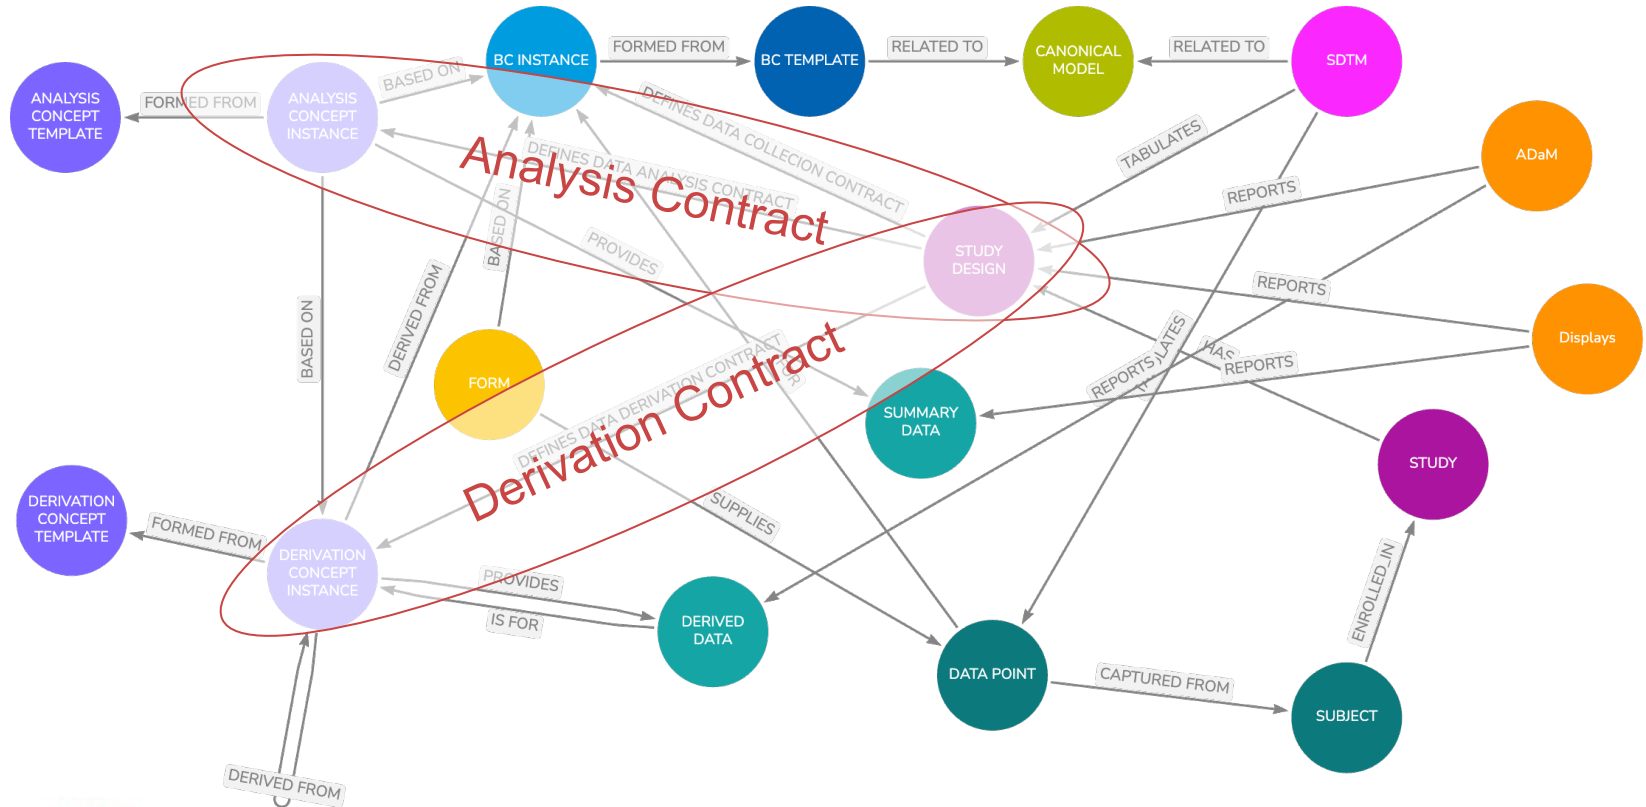 BC INSTANCE
FORMED FROM
BC TEMPLATE
RELATED TO
CANONICAL
MODEL
RELATED TO
SDTM
ANALYSIS
CONCEPT
TEMPLATE
FORMED FROM
ANALYSIS
CONCEPT
INSTANCE
BASED ON
DEFINES DATA COLLECION CONTRACT
TABULATES
ADaM
DEFINES DATA ANALYSIS CONTRACT
Analysis Contract
REPORTS
BASED ON
PROVIDES
STUDY
DESIGN
REPORTS
BASED ON
DERIVED FROM
Displays
HAS
REPORTS
REPORTS
FORM
DEFINES DATA DERIVATION CONTRACT
Derivation Contract
SUMMARY
DATA
STUDY
DERIVATION
CONCEPT
TEMPLATE
FORMED FROM
SUPPLIES
DERIVATION
CONCEPT
INSTANCE
PROVIDES
IS FOR
DERIVED
DATA
ENROLLED_IN
DATA POINT
CAPTURED FROM
SUBJECT
DERIVED FROM